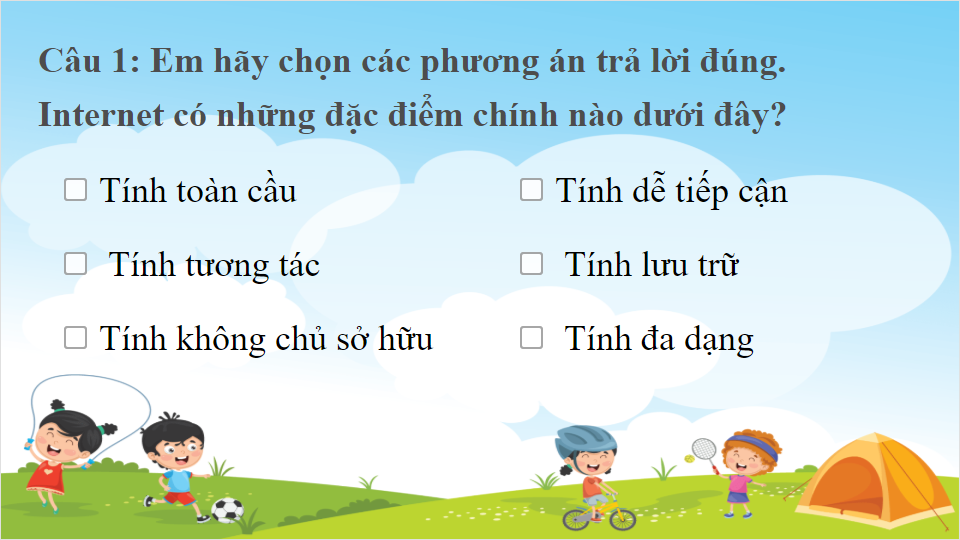 Câu 1: Em hãy chọn các phương án trả lời đúng.
Internet có những đặc điểm chính nào dưới đây?
Tính toàn cầu
Tính dễ tiếp cận
Tính tương tác
Tính lưu trữ
Tính không chủ sở hữu
Tính đa dạng